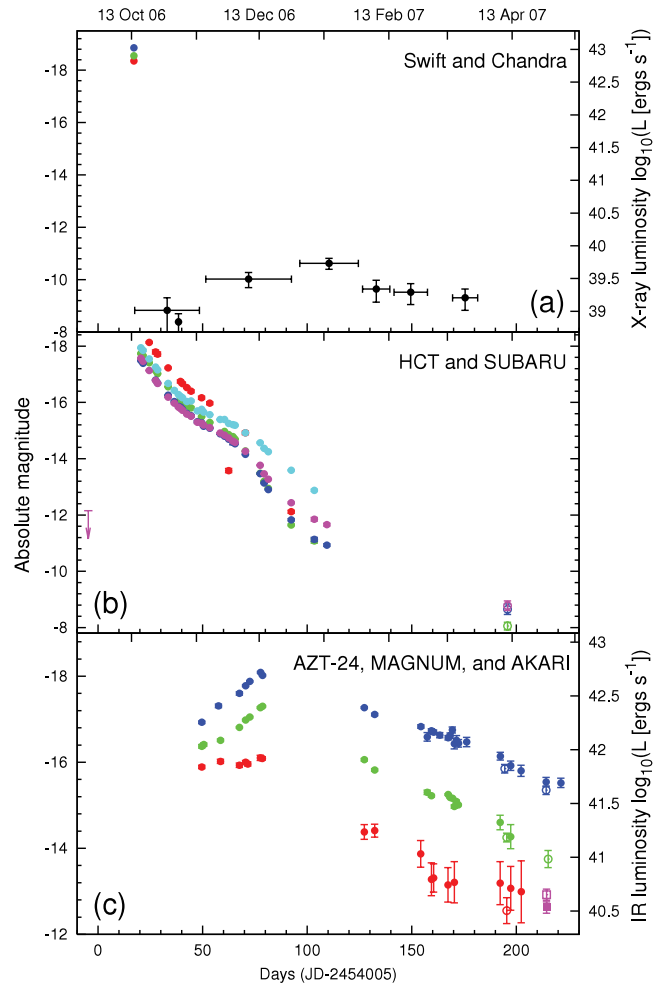 13 Oct 06 13 Dec 06 13 Feb 07 13 Apr 07
Swift and Chandra
-18
-16
-14
-12
-10
-8
43
42.5
42
41.5
41
40.5
40
39.5
39
X-ray luminosity log₁₀(L [ergs s⁻¹])
(a)
HCT and SUBARU
-18
-16
-14
-12
-10
-8
Absolute magnitude
(b)
AZT-24, MAGNUM, and AKARI
-18
-16
-14
-12
43
42.5
42
41.5
41
40.5
IR luminosity log₁₀(L [ergs s⁻¹])
(c)
0 50 100 150 200
Days (JD-2454005)